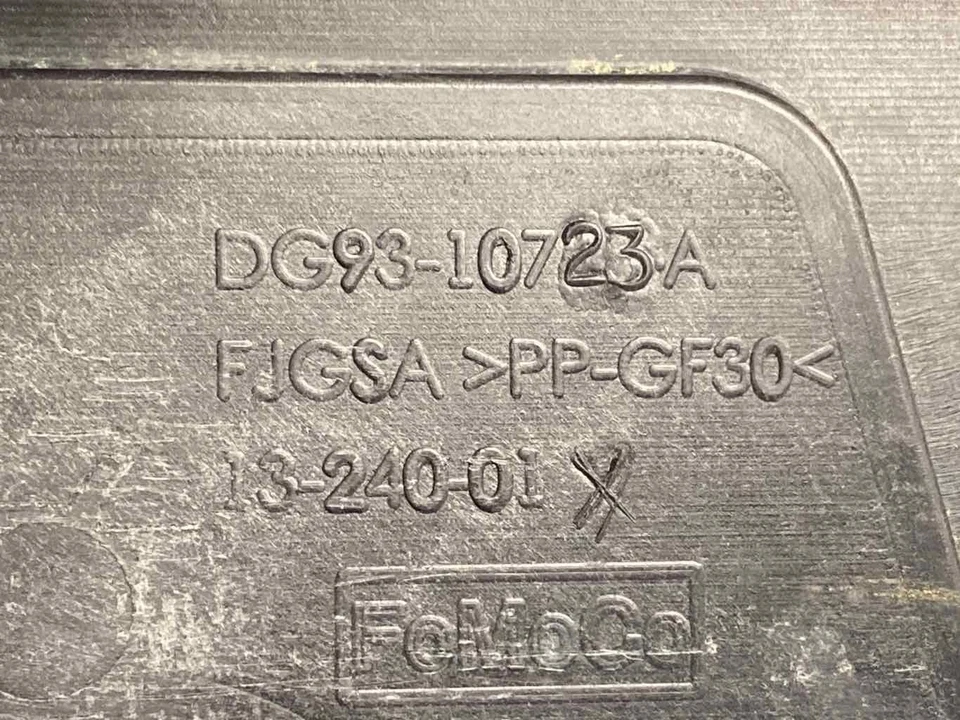 DG93-10723-A
FJGSA >PP-GF30<
13-240-01 X
FoMoCo